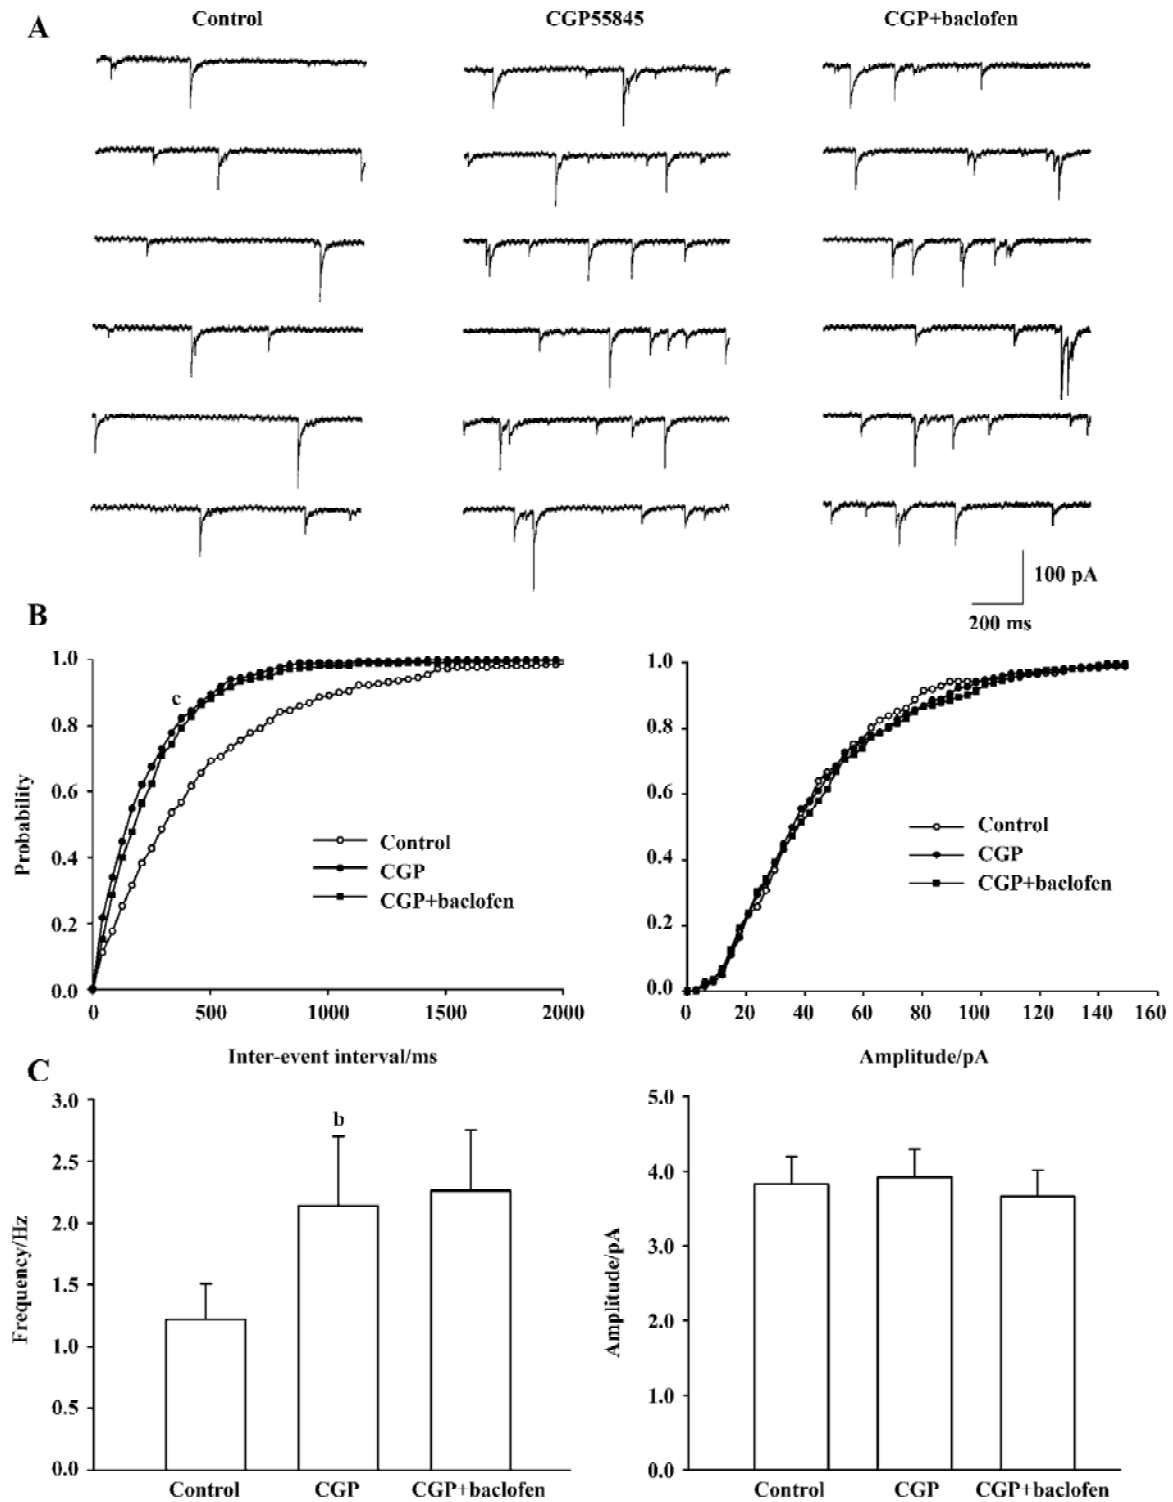 A
Control
CGP55845
CGP+baclofen
100 pA
200 ms
B
1.0
0.8
0.6
0.4
0.2
0.0
Probability
c
Control
CGP
CGP+baclofen
0
500
1000
1500
2000
Inter-event interval/ms
1.0
0.8
0.6
0.4
0.2
0.0
Control
CGP
CGP+baclofen
0
20
40
60
80
100
120
140
160
Amplitude/pA
C
3.0
2.5
2.0
1.5
1.0
0.5
0.0
Frequency/Hz
b
Control
CGP
CGP+baclofen
5.0
4.0
3.0
2.0
1.0
0.0
Amplitude/pA
Control
CGP
CGP+baclofen